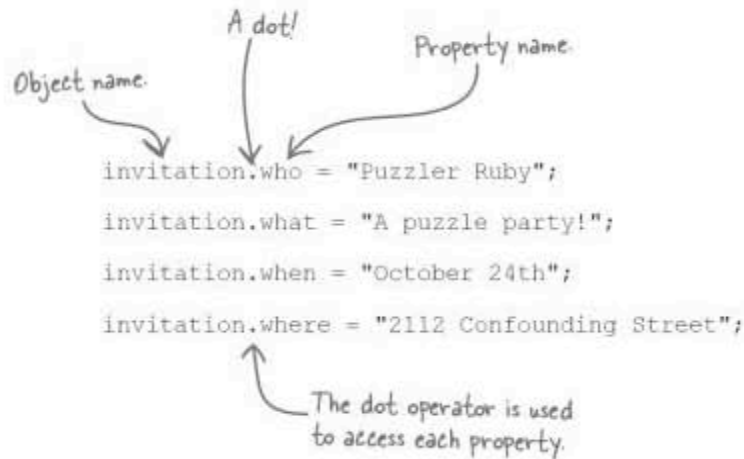 A dot!
Property name.
Object name.
invitation.who = "Puzzler Ruby";
invitation.what = "A puzzle party!";
invitation.when = "October 24th";
invitation.where = "2112 Confounding Street";
The dot operator is used
to access each property.